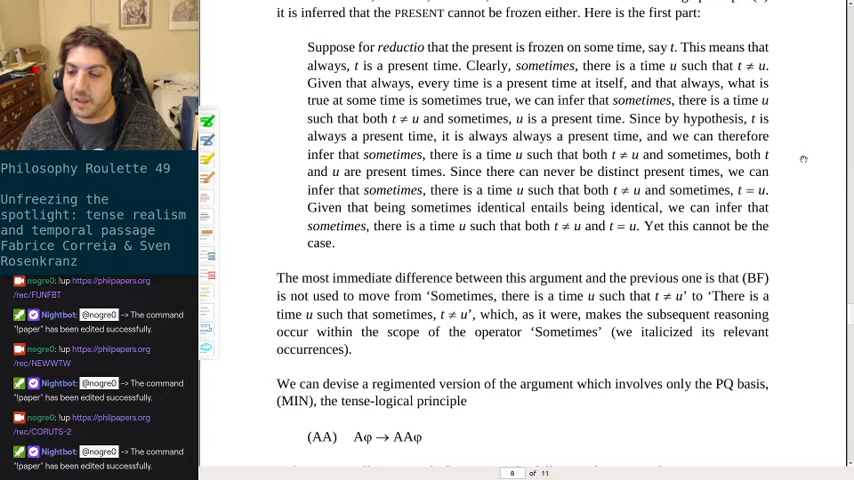 it is inferred that the PRESENT cannot be frozen either. Here is the first part:
Suppose for reductio that the present is frozen on some time, say t. This means that
always, t is a present time. Clearly, sometimes, there is a time u such that t ≠ u.
Given that always, every time is a present time at itself, and that always, what is
true at some time is sometimes true, we can infer that sometimes, there is a time u
such that both t ≠ u and sometimes, u is a present time. Since by hypothesis, t is
always a present time, it is always always a present time, and we can therefore
infer that sometimes, there is a time u such that both t ≠ u and sometimes, both t
and u are present times. Since there can never be distinct present times, we can
infer that sometimes, there is a time u such that both t ≠ u and sometimes, t = u.
Given that being sometimes identical entails being identical, we can infer that
sometimes, there is a time u such that both t ≠ u and t = u. Yet this cannot be the
case.
The most immediate difference between this argument and the previous one is that (BF)
is not used to move from ‘Sometimes, there is a time u such that t ≠ u’ to ‘There is a
time u such that sometimes, t ≠ u’, which, as it were, makes the subsequent reasoning
occur within the scope of the operator ‘Sometimes’ (we italicized its relevant
occurrences).
We can devise a regimented version of the argument which involves only the PQ basis,
(MIN), the tense-logical principle
(AA) Aφ → AAφ
8 of 11
Philosophy Roulette 49
Unfreezing the
spotlight: tense realism
and temporal passage
Fabrice Correia & Sven
Rosenkranz
nogre0: !up https://philpapers.org
/rec/FUNFBT
Nightbot: @nogre0 -> The command
"!paper" has been edited successfully.
nogre0: !up https://philpapers.org
/rec/NEWWTW
Nightbot: @nogre0 -> The command
"!paper" has been edited successfully.
nogre0: !up https://philpapers.org
/rec/CORUTS-2
Nightbot: @nogre0 -> The command
"!paper" has been edited successfully.